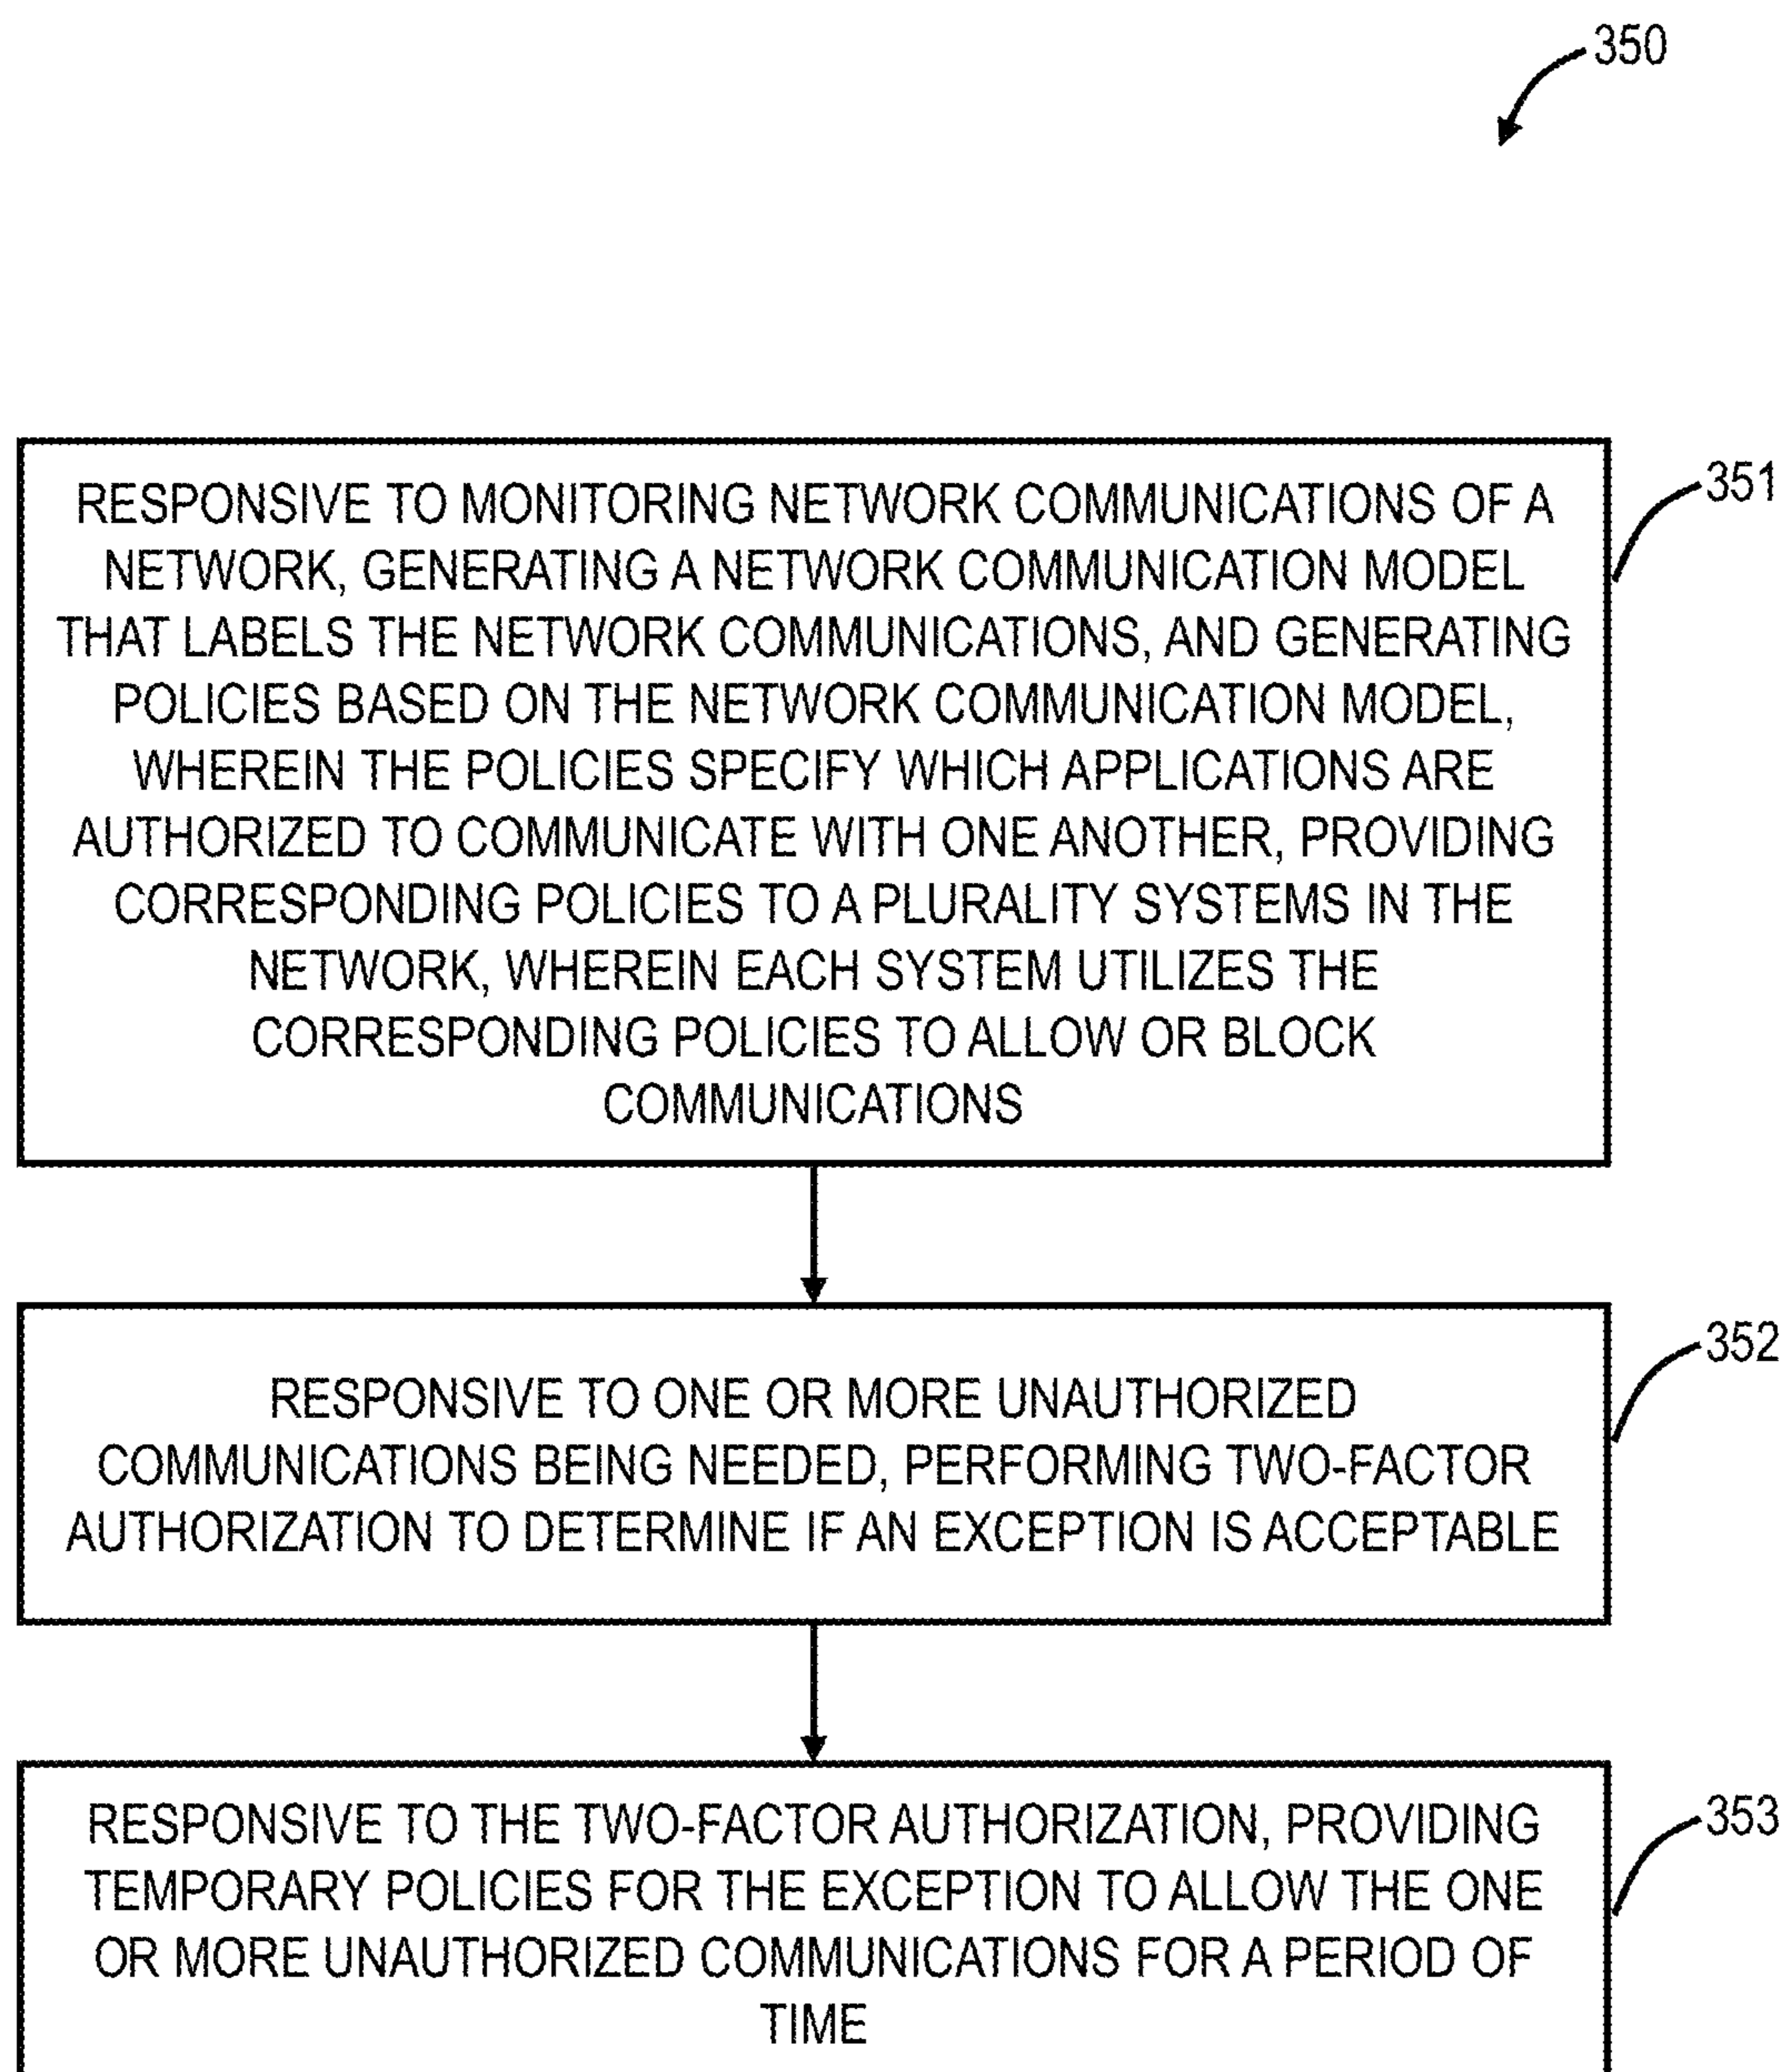 350
RESPONSIVE TO MONITORING NETWORK COMMUNICATIONS OF A
NETWORK, GENERATING A NETWORK COMMUNICATION MODEL
THAT LABELS THE NETWORK COMMUNICATIONS, AND GENERATING
POLICIES BASED ON THE NETWORK COMMUNICATION MODEL,
WHEREIN THE POLICIES SPECIFY WHICH APPLICATIONS ARE
AUTHORIZED TO COMMUNICATE WITH ONE ANOTHER, PROVIDING
CORRESPONDING POLICIES TO A PLURALITY SYSTEMS IN THE
NETWORK, WHEREIN EACH SYSTEM UTILIZES THE
CORRESPONDING POLICIES TO ALLOW OR BLOCK
COMMUNICATIONS
351
RESPONSIVE TO ONE OR MORE UNAUTHORIZED
COMMUNICATIONS BEING NEEDED, PERFORMING TWO-FACTOR
AUTHORIZATION TO DETERMINE IF AN EXCEPTION IS ACCEPTABLE
352
RESPONSIVE TO THE TWO-FACTOR AUTHORIZATION, PROVIDING
TEMPORARY POLICIES FOR THE EXCEPTION TO ALLOW THE ONE
OR MORE UNAUTHORIZED COMMUNICATIONS FOR A PERIOD OF
TIME
353